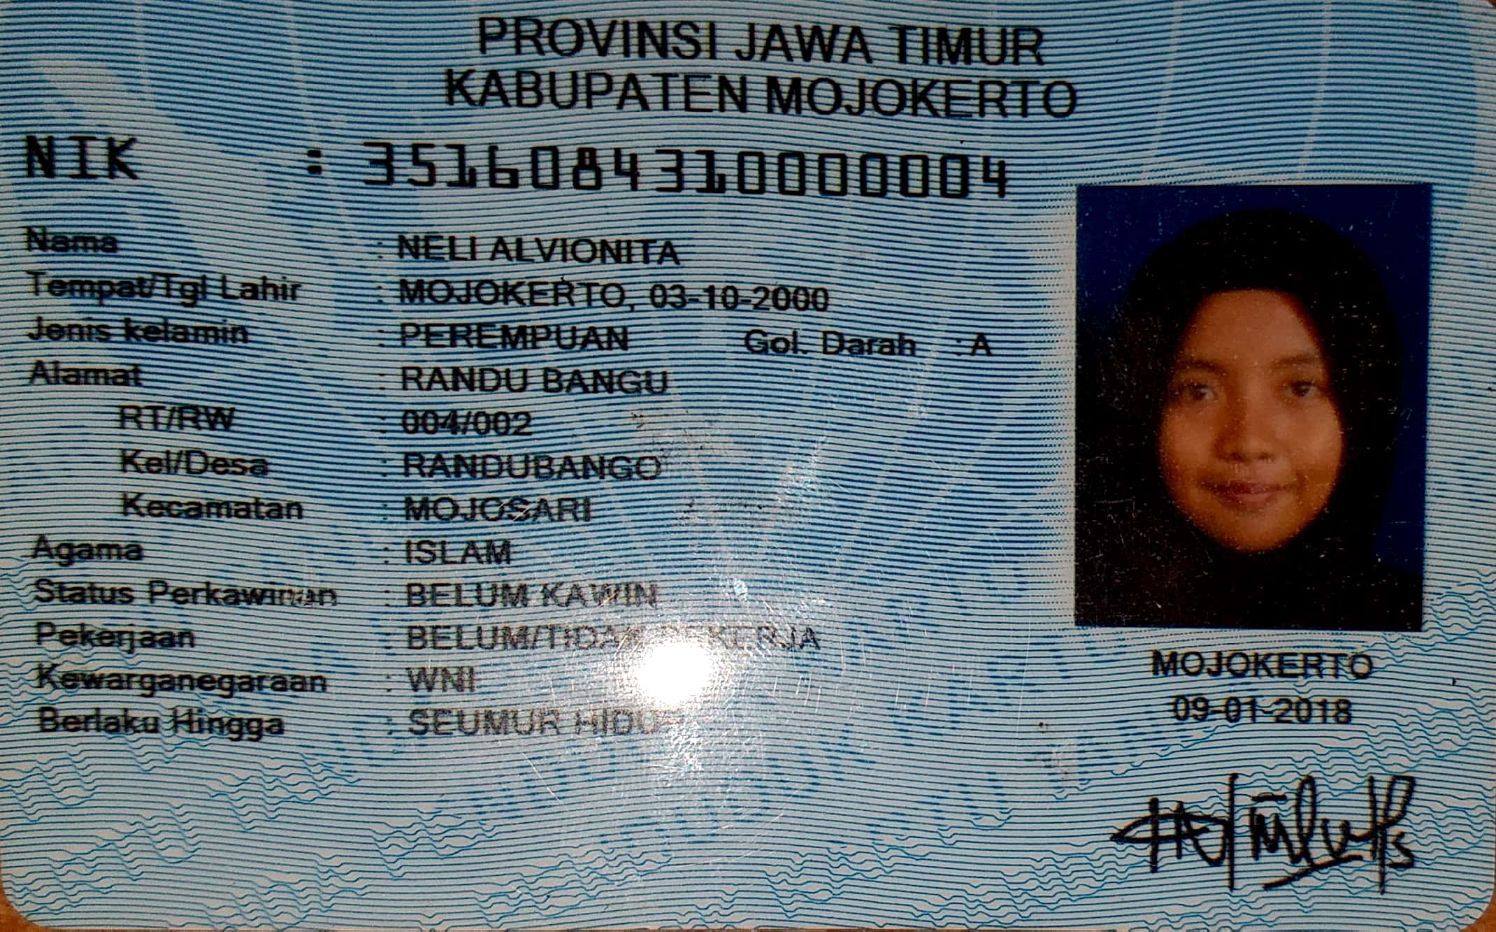 PROVINSI JAWA TIMUR
KABUPATEN MOJOKERTO
NIK : 3516084310000004
Nama : NELI ALVIONITA
Tempat/Tgl Lahir : MOJOKERTO, 03-10-2000
Jenis kelamin : PEREMPUAN Gol. Darah : A
Alamat : RANDU BANGU
RT/RW : 004/002
Kel/Desa : RANDUBANGO
Kecamatan : MOJOSARI
Agama : ISLAM
Status Perkawinan : BELUM KAWIN
Pekerjaan : BELUM/TIDAK BEKERJA
Kewarganegaraan : WNI
Berlaku Hingga : SEUMUR HIDUP
MOJOKERTO
09-01-2018